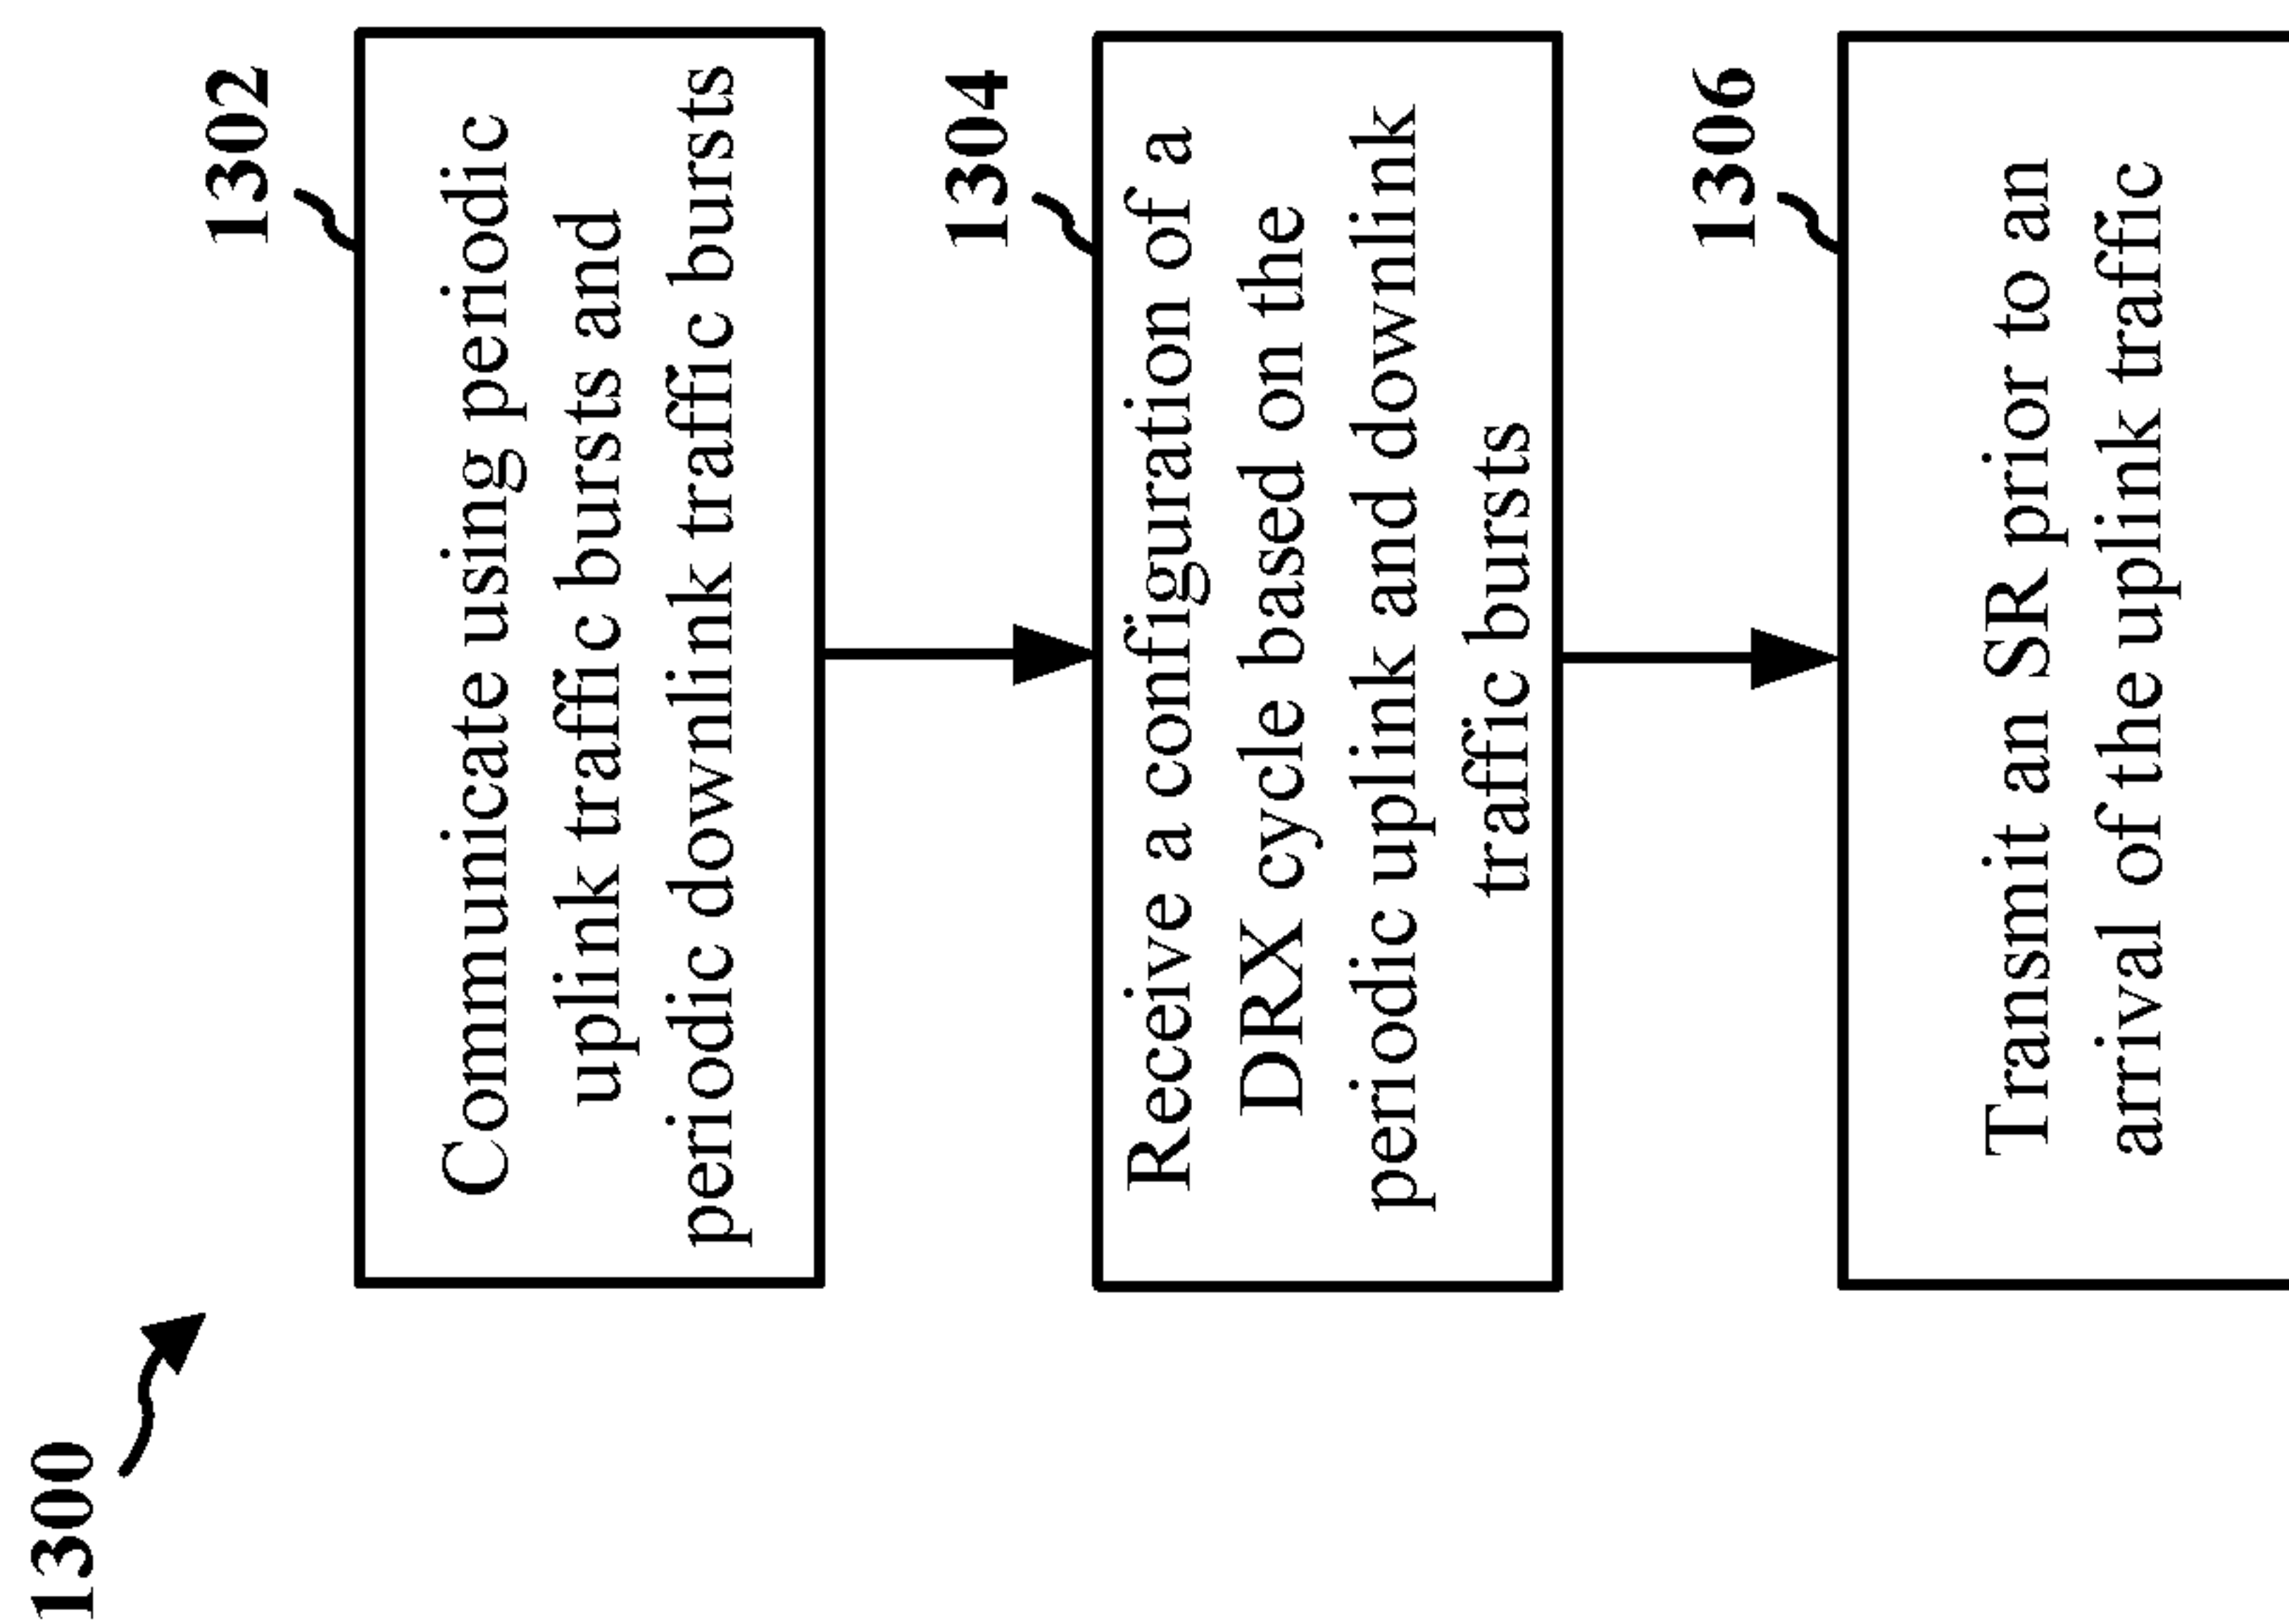 1300
1302
Communicate using periodic
uplink traffic bursts and
periodic downlink traffic bursts
1304
Receive a configuration of a
DRX cycle based on the
periodic uplink and downlink
traffic bursts
1306
Transmit an SR prior to an
arrival of the uplink traffic